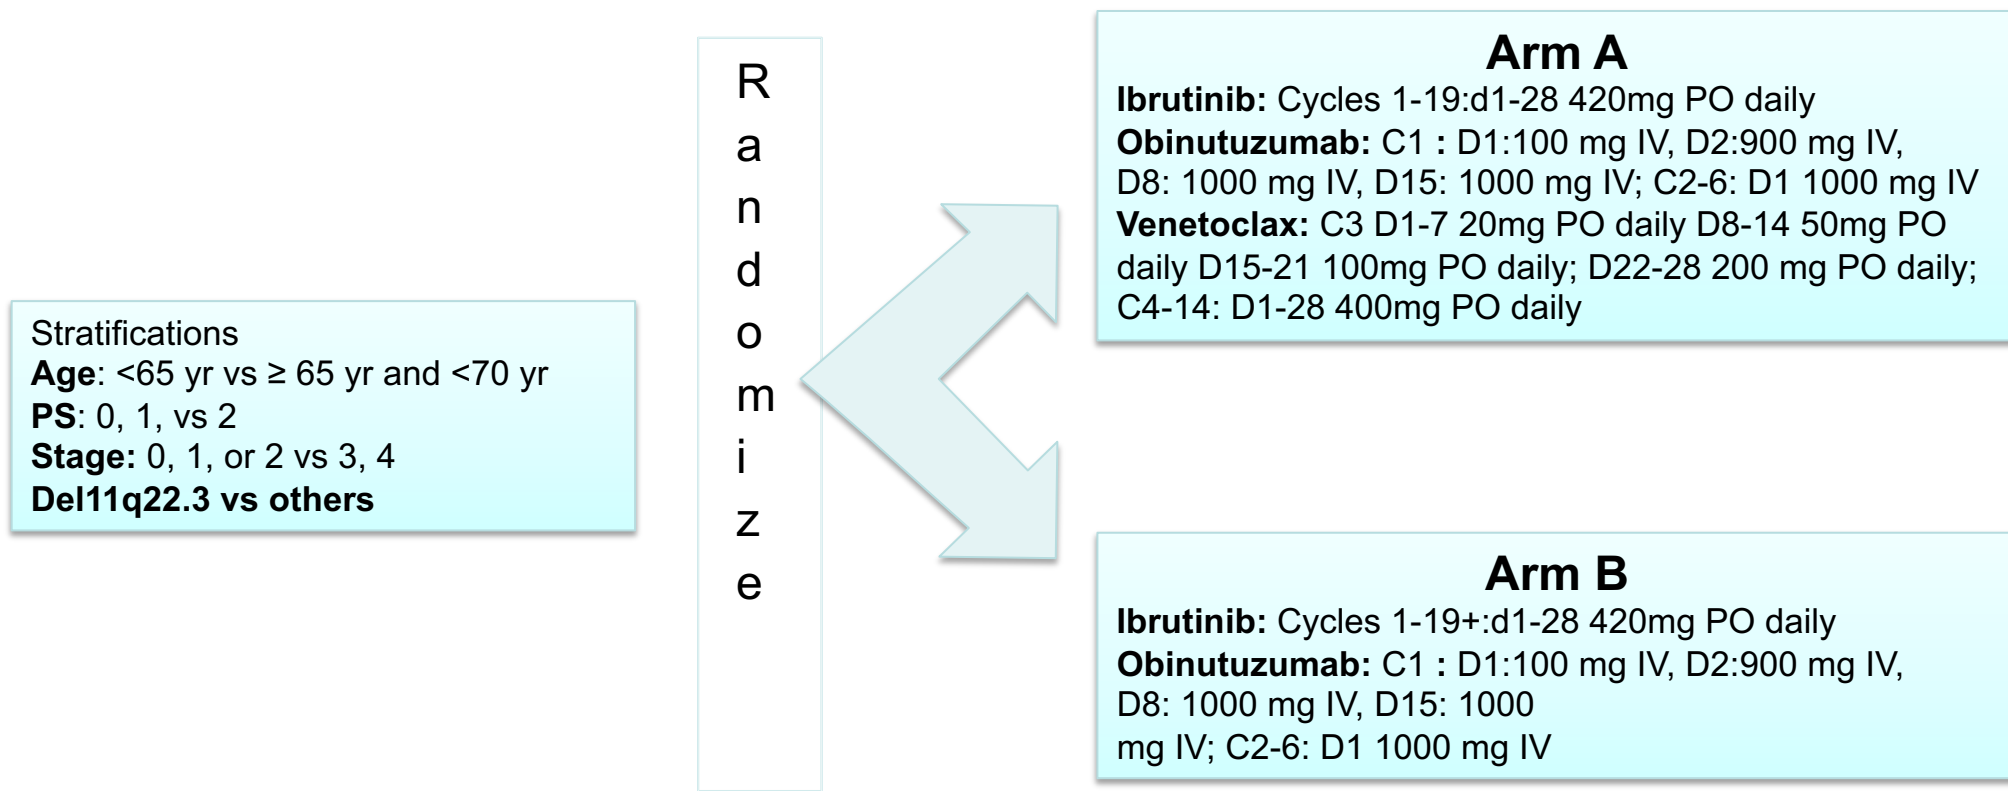 Stratifications
Age: <65 yr vs ≥ 65 yr and <70 yr
PS: 0, 1, vs 2
Stage: 0, 1, or 2 vs 3, 4
Del11q22.3 vs others
R
a
n
d
o
m
i
z
e
Arm A
Ibrutinib: Cycles 1-19:d1-28 420mg PO daily
Obinutuzumab: C1 : D1:100 mg IV, D2:900 mg IV,
D8: 1000 mg IV, D15: 1000 mg IV; C2-6: D1 1000 mg IV
Venetoclax: C3 D1-7 20mg PO daily D8-14 50mg PO
daily D15-21 100mg PO daily; D22-28 200 mg PO daily;
C4-14: D1-28 400mg PO daily
Arm B
Ibrutinib: Cycles 1-19+:d1-28 420mg PO daily
Obinutuzumab: C1 : D1:100 mg IV, D2:900 mg IV,
D8: 1000 mg IV, D15: 1000
mg IV; C2-6: D1 1000 mg IV